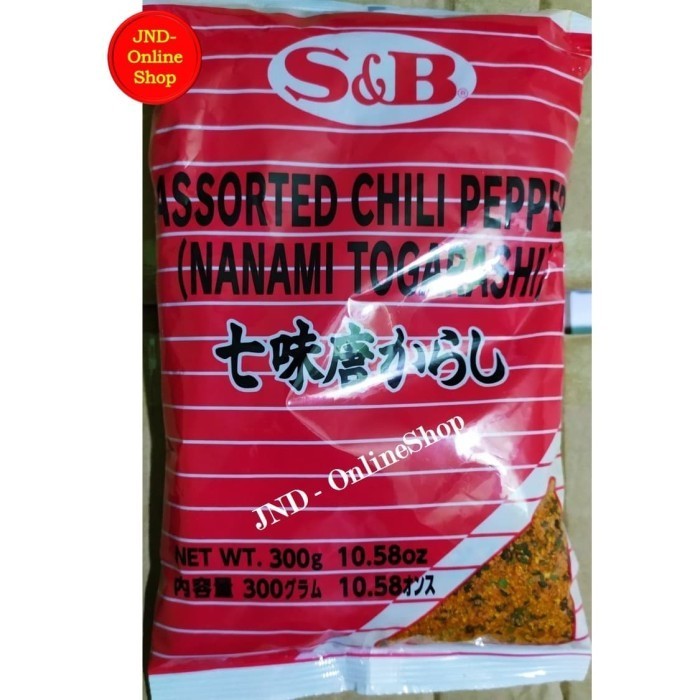 JND-
Online
Shop
S&B®
ASSORTED CHILI PEPPE
(NANAMI TOGARASHI)
七味唐からし
JND - OnlineShop
NET WT. 300g 10.58oz
内容量 300グラム 10.58オンス